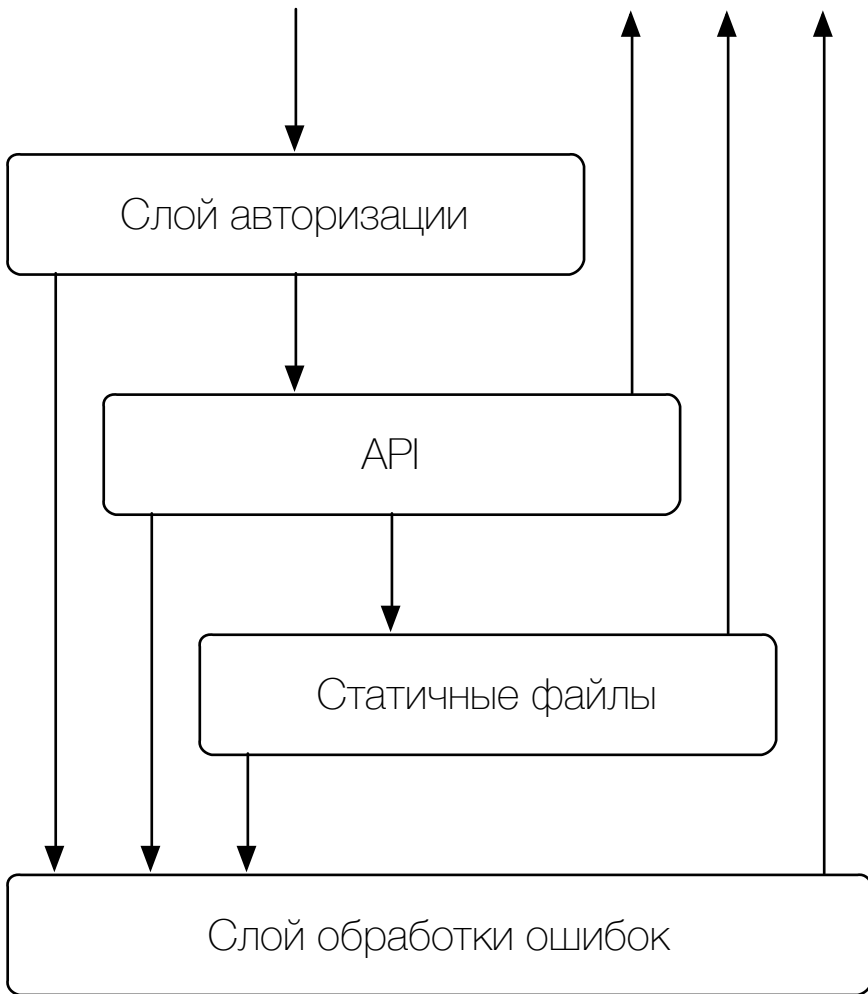 Слой авторизации
API
Статичные файлы
Слой обработки ошибок